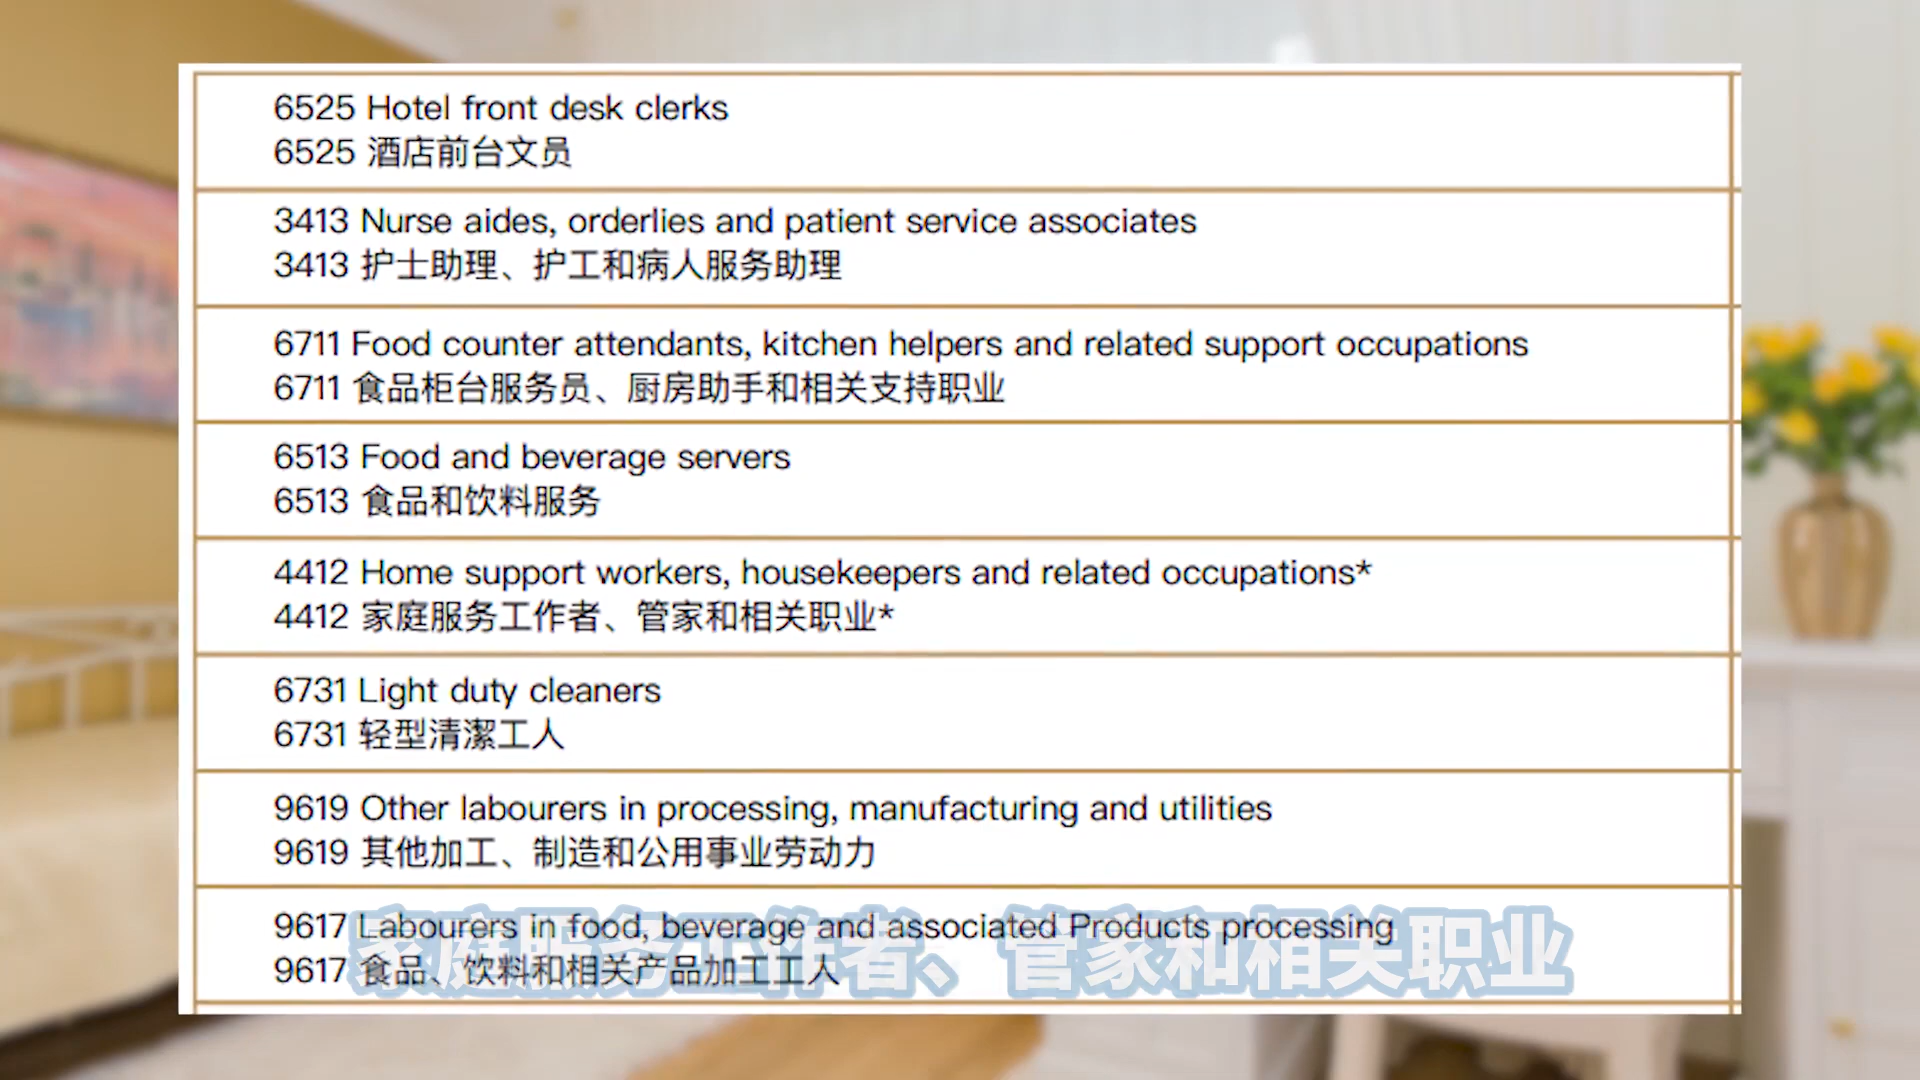 6525 Hotel front desk clerks
6525 酒店前台文员
3413 Nurse aides, orderlies and patient service associates
3413 护士助理、护工和病人服务助理
6711 Food counter attendants, kitchen helpers and related support occupations
6711 食品柜台服务员、厨房助手和相关支持职业
6513 Food and beverage servers
6513 食品和饮料服务
4412 Home support workers, housekeepers and related occupations*
4412 家庭服务工作者、管家和相关职业*
6731 Light duty cleaners
6731 轻型清潔工人
9619 Other labourers in processing, manufacturing and utilities
9619 其他加工、制造和公用事业劳动力
9617 Labourers in food, beverage and associated Products processing
9617 食品、饮料和相关产品加工工人
家庭服务工作者、管家和相关职业